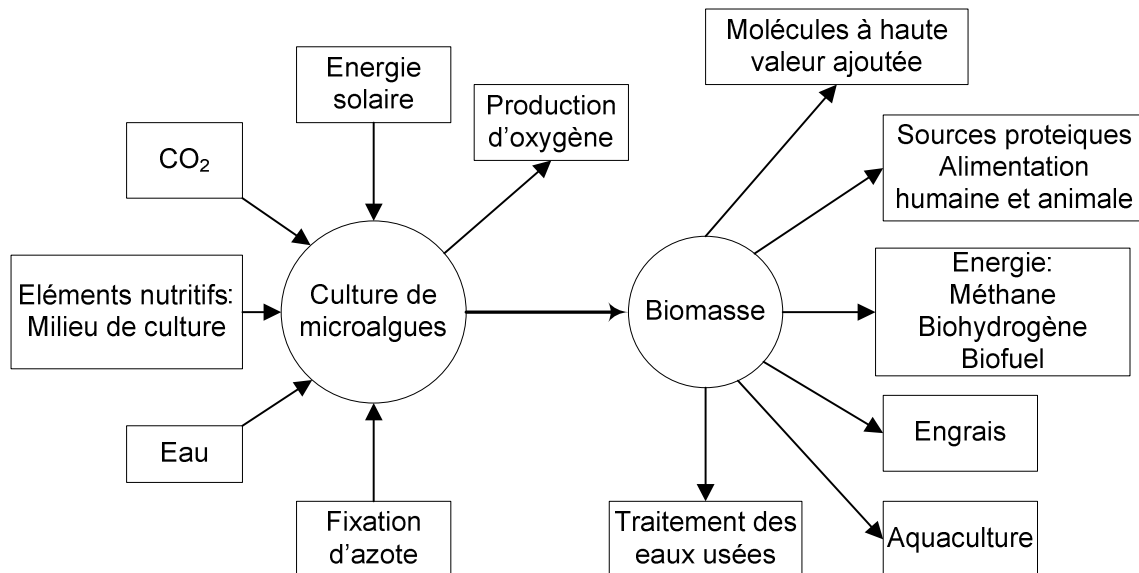 Energie
solaire
Production
d’oxygène
CO₂
Eléments nutritifs:
Milieu de culture
Eau
Fixation
d’azote
Culture de
microalgues
Biomasse
Molécules à haute
valeur ajoutée
Sources proteiques
Alimentation
humaine et animale
Energie:
Méthane
Biohydrogène
Biofuel
Engrais
Aquaculture
Traitement des
eaux usées